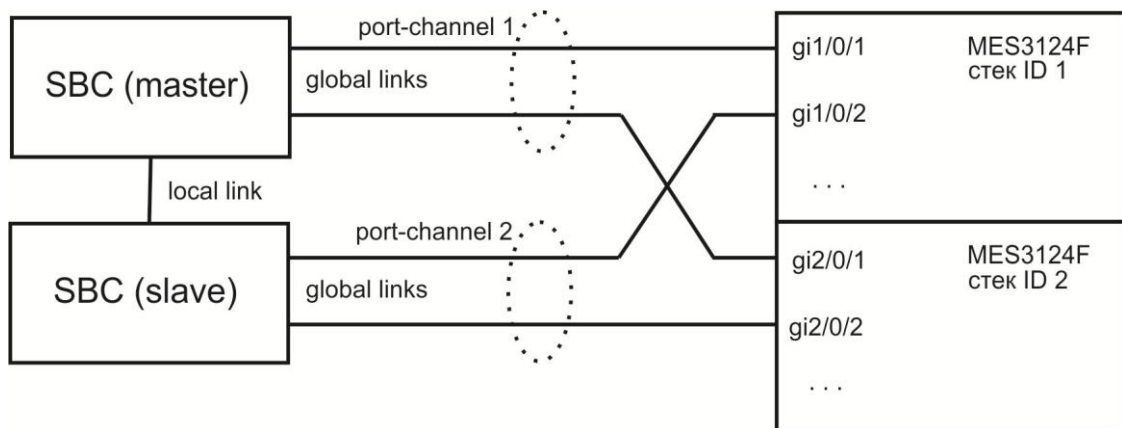 port-channel 1
SBC (master)
global links
gi1/0/1
MES3124F
стек ID 1
gi1/0/2
. . .
local link
port-channel 2
SBC (slave)
global links
gi2/0/1
MES3124F
стек ID 2
gi2/0/2
. . .